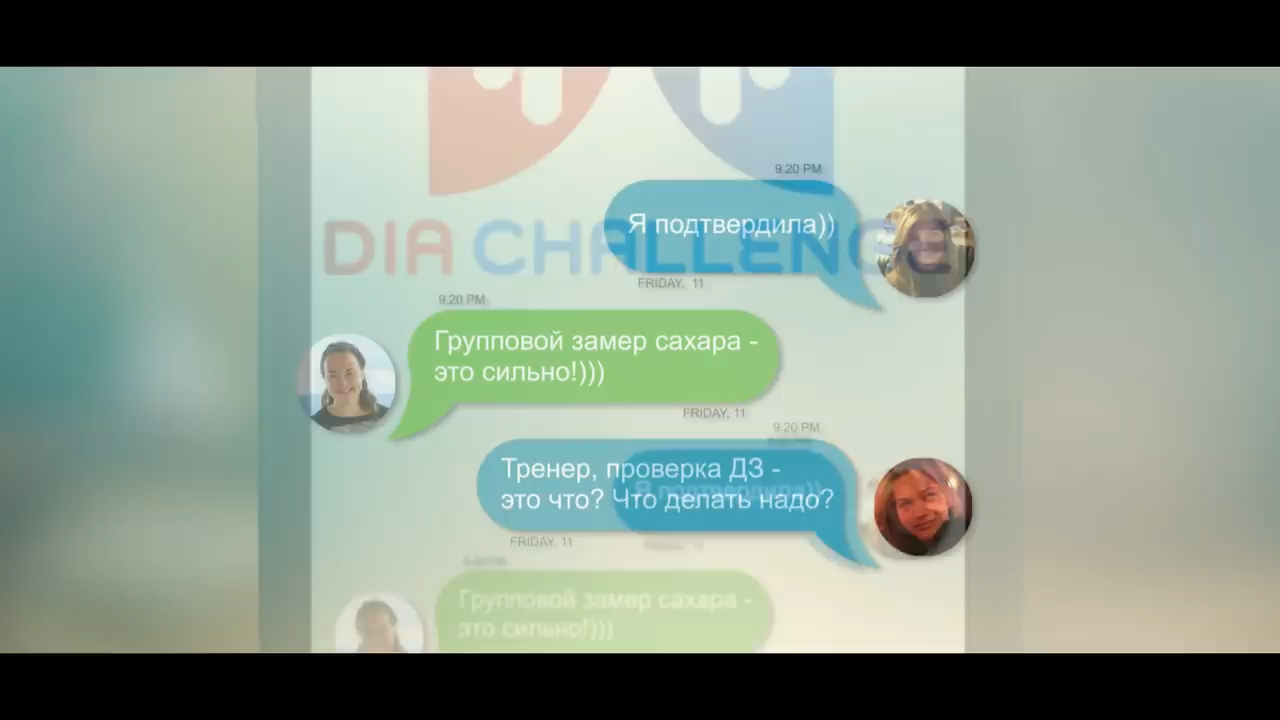 9.20 PM
Я подтвердила))
DIA CHALLENGE
FRIDAY, 11
9.20 PM
Групповой замер сахара -
это сильно!)))
FRIDAY, 11
9.20 PM
Тренер, проверка ДЗ -
это что? Что делать надо?
Я подтвердила))
FRIDAY, 11
Групповой замер сахара -
это сильно!)))